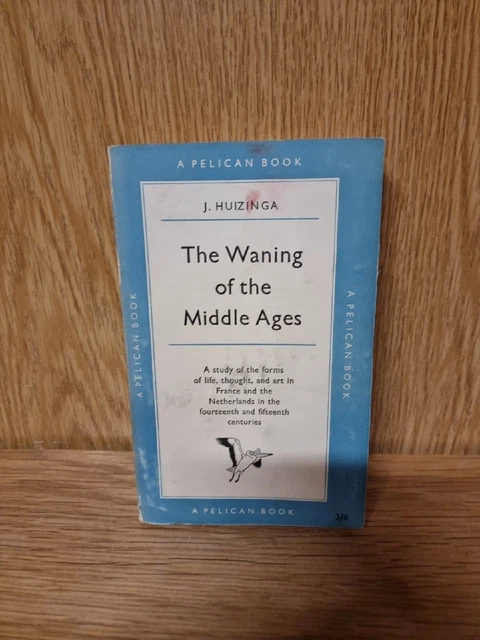 A PELICAN BOOK
J. HUIZINGA
The Waning
of the
Middle Ages
A study of the forms
of life, thought, and art in
France and the
Netherlands in the
fourteenth and fifteenth
centuries
A PELICAN BOOK
A PELICAN BOOK
A PELICAN BOOK
3/6